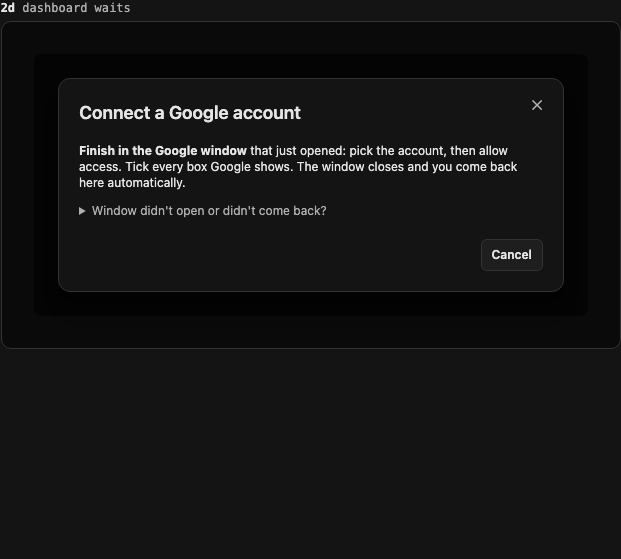 2d dashboard waits
Connect a Google account
Finish in the Google window that just opened: pick the account, then allow
access. Tick every box Google shows. The window closes and you come back
here automatically.
Window didn't open or didn't come back?
Cancel